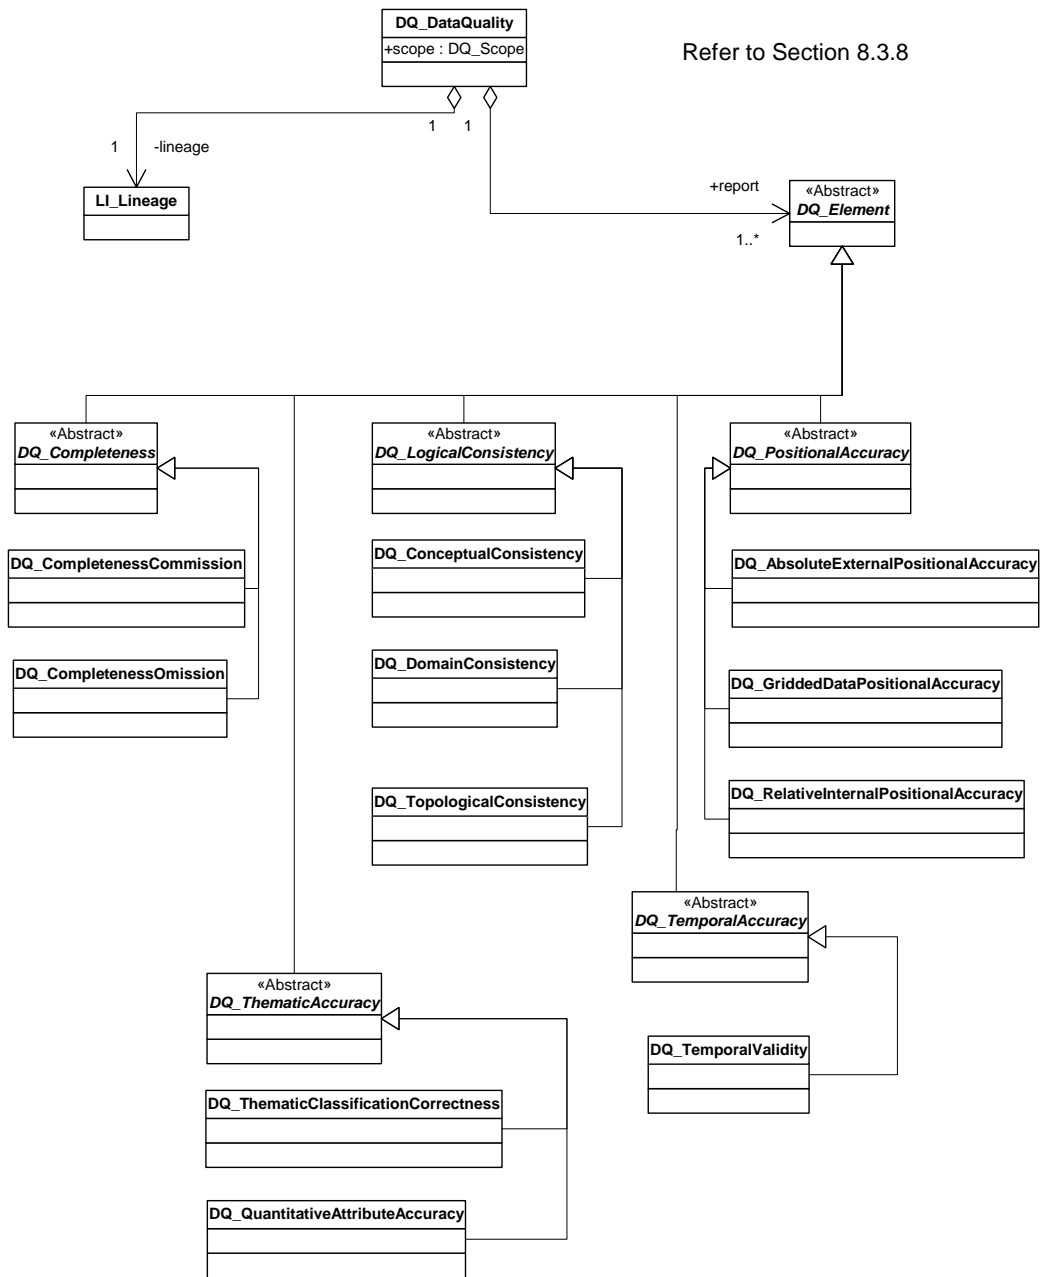 DQ_DataQuality
+scope : DQ_Scope
Refer to Section 8.3.8
1
1
1
-lineage
LI_Lineage
+report
1..*
«Abstract»
DQ_Element
«Abstract»
DQ_Completeness
«Abstract»
DQ_LogicalConsistency
«Abstract»
DQ_PositionalAccuracy
DQ_CompletenessCommission
DQ_ConceptualConsistency
DQ_AbsoluteExternalPositionalAccuracy
DQ_CompletenessOmission
DQ_DomainConsistency
DQ_GriddedDataPositionalAccuracy
DQ_TopologicalConsistency
DQ_RelativeInternalPositionalAccuracy
«Abstract»
DQ_TemporalAccuracy
«Abstract»
DQ_ThematicAccuracy
DQ_TemporalValidity
DQ_ThematicClassificationCorrectness
DQ_QuantitativeAttributeAccuracy